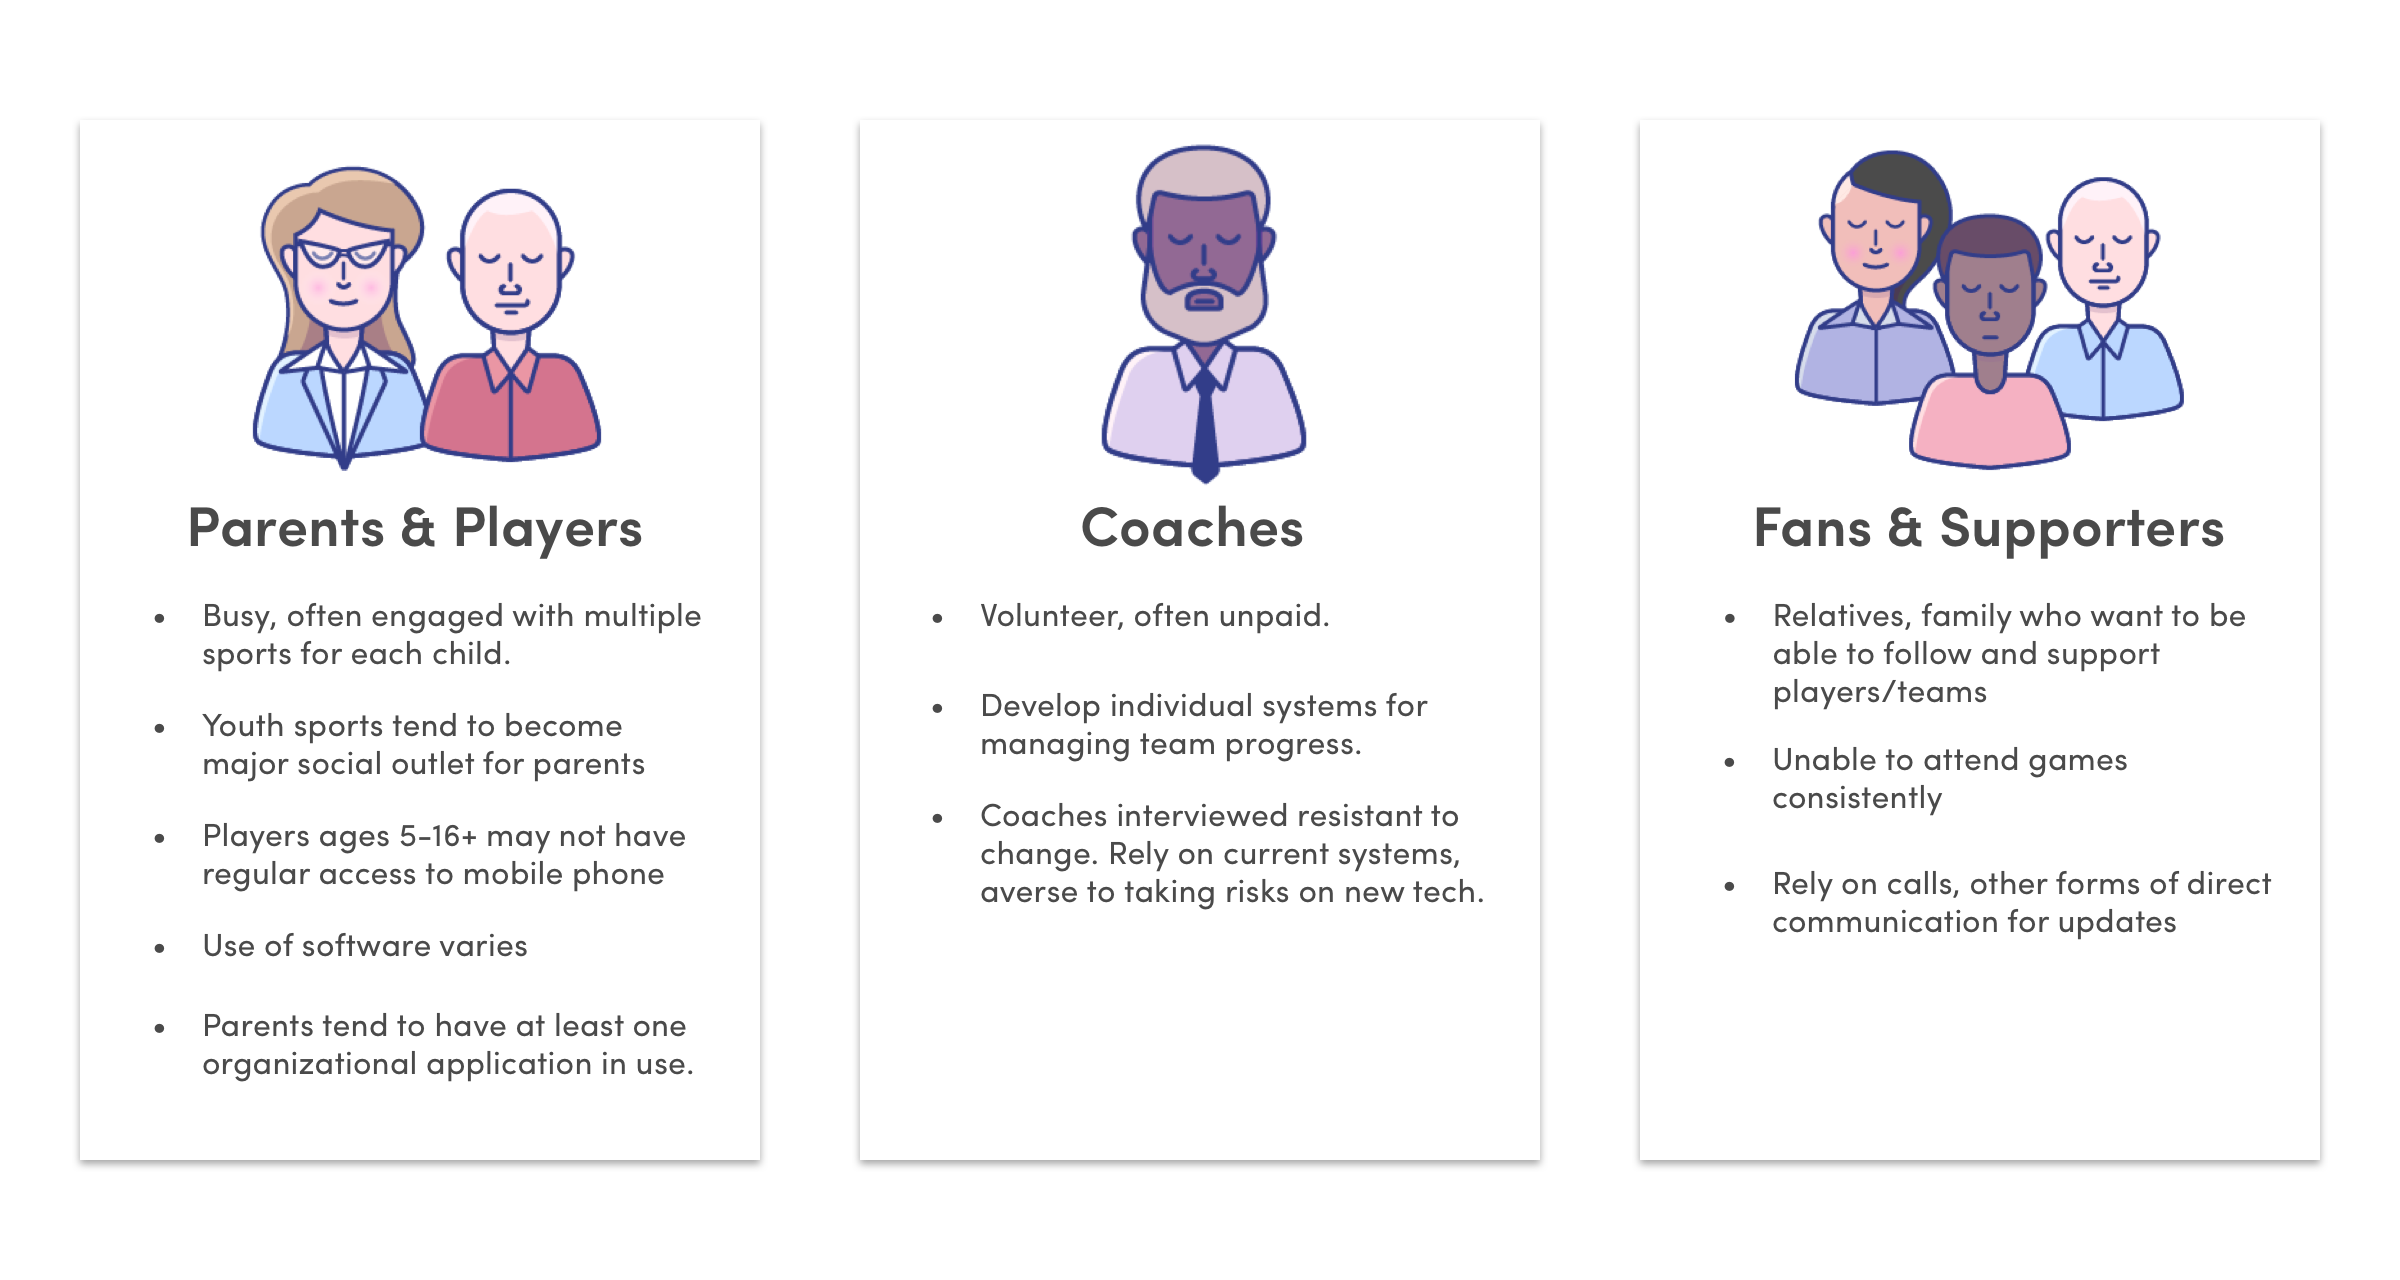 Parents & Players
• Busy, often engaged with multiple
sports for each child.
• Youth sports tend to become
major social outlet for parents
• Players ages 5-16+ may not have
regular access to mobile phone
• Use of software varies
• Parents tend to have at least one
organizational application in use.
Coaches
• Volunteer, often unpaid.
• Develop individual systems for
managing team progress.
• Coaches interviewed resistant to
change. Rely on current systems,
averse to taking risks on new tech.
Fans & Supporters
• Relatives, family who want to be
able to follow and support
players/teams
• Unable to attend games
consistently
• Rely on calls, other forms of direct
communication for updates